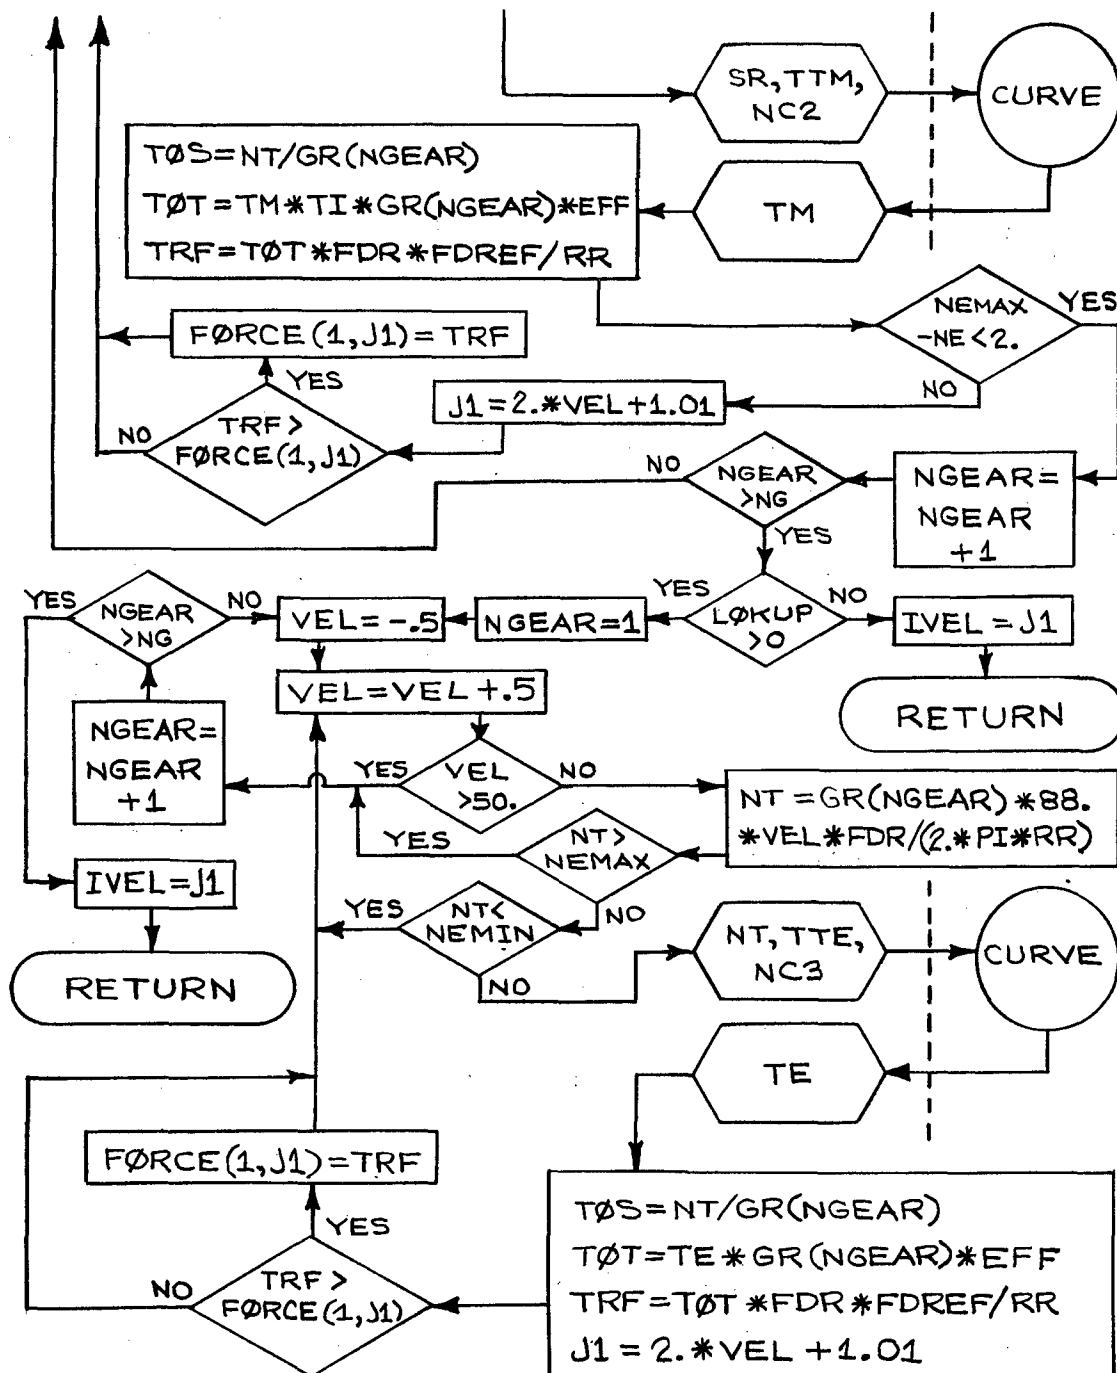 SR, TTM,
NC2
CURVE
TØS=NT/GR(NGEAR)
TØT=TM*TI*GR(NGEAR)*EFF
TRF=TØT*FDR*FDREF/RR
TM
NEMAX
-NE<2.
YES
NO
FØRCE(1,J1)=TRF
YES
J1=2.*VEL+1.01
TRF>
FØRCE(1,J1)
NO
NO
NGEAR
>NG
YES
NGEAR=
NGEAR
+1
YES
NGEAR
>NG
NO
VEL=-.5
NGEAR=1
YES
LØKUP
>0
NO
IVEL=J1
RETURN
VEL=VEL+.5
NGEAR=
NGEAR
+1
YES
VEL
>50.
NO
NT=GR(NGEAR)*88.
*VEL*FDR/(2.*PI*RR)
YES
NT>
NEMAX
NO
IVEL=J1
YES
NT<
NEMIN
NO
NT, TTE,
NC3
CURVE
RETURN
TE
FØRCE(1,J1)=TRF
YES
TRF>
FØRCE(1,J1)
NO
TØS=NT/GR(NGEAR)
TØT=TE*GR(NGEAR)*EFF
TRF=TØT*FDR*FDREF/RR
J1=2.*VEL+1.01